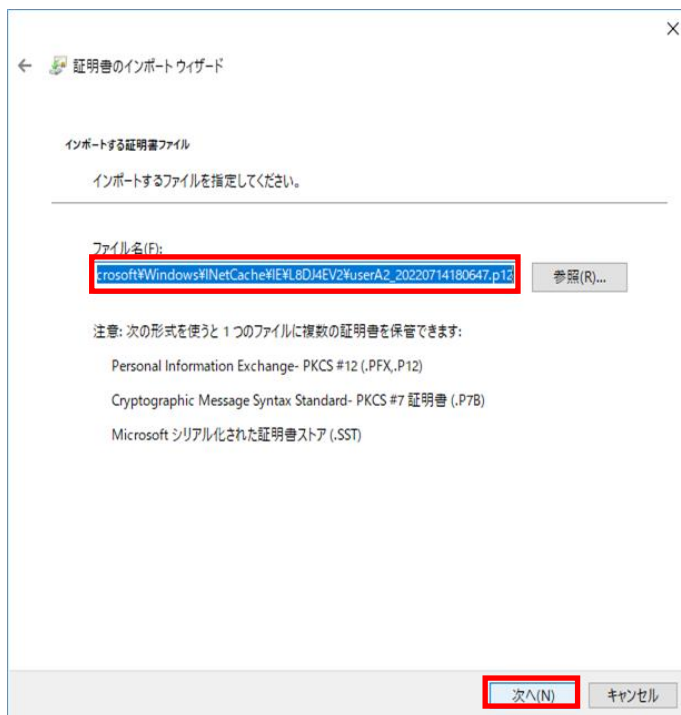 証明書のインポート ウィザード
インポートする証明書ファイル
インポートするファイルを指定してください。
ファイル名(F):
crosoft¥Windows¥INetCache¥IE¥L8DJ4EV2¥userA2_20220714180647.p12
参照(R)...
注意: 次の形式を使うと 1 つのファイルに複数の証明書を保管できます:
Personal Information Exchange- PKCS #12 (.PFX,.P12)
Cryptographic Message Syntax Standard- PKCS #7 証明書 (.P7B)
Microsoft シリアル化された証明書ストア (.SST)
次へ(N)
キャンセル